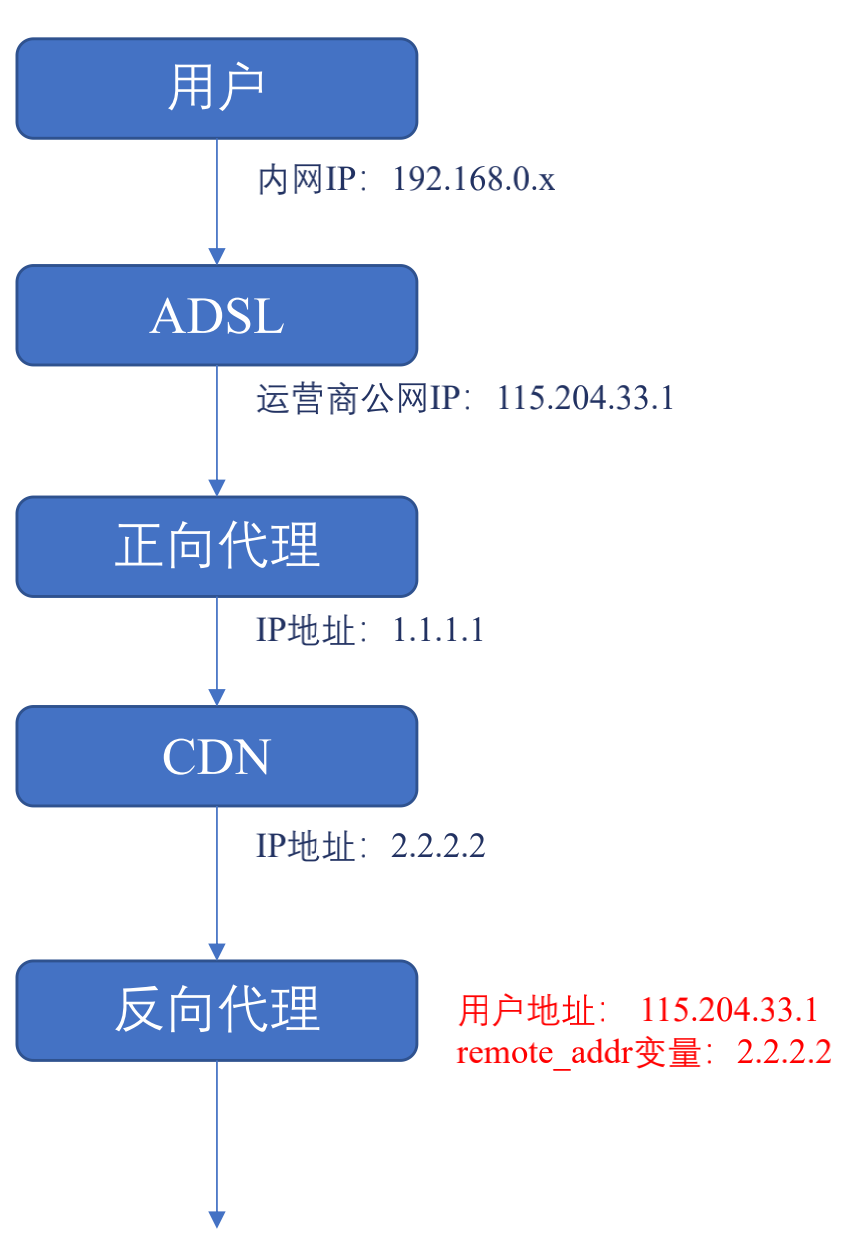 用户
内网IP：192.168.0.x
ADSL
运营商公网IP：115.204.33.1
正向代理
IP地址：1.1.1.1
CDN
IP地址：2.2.2.2
反向代理
用户地址： 115.204.33.1
remote_addr变量：2.2.2.2